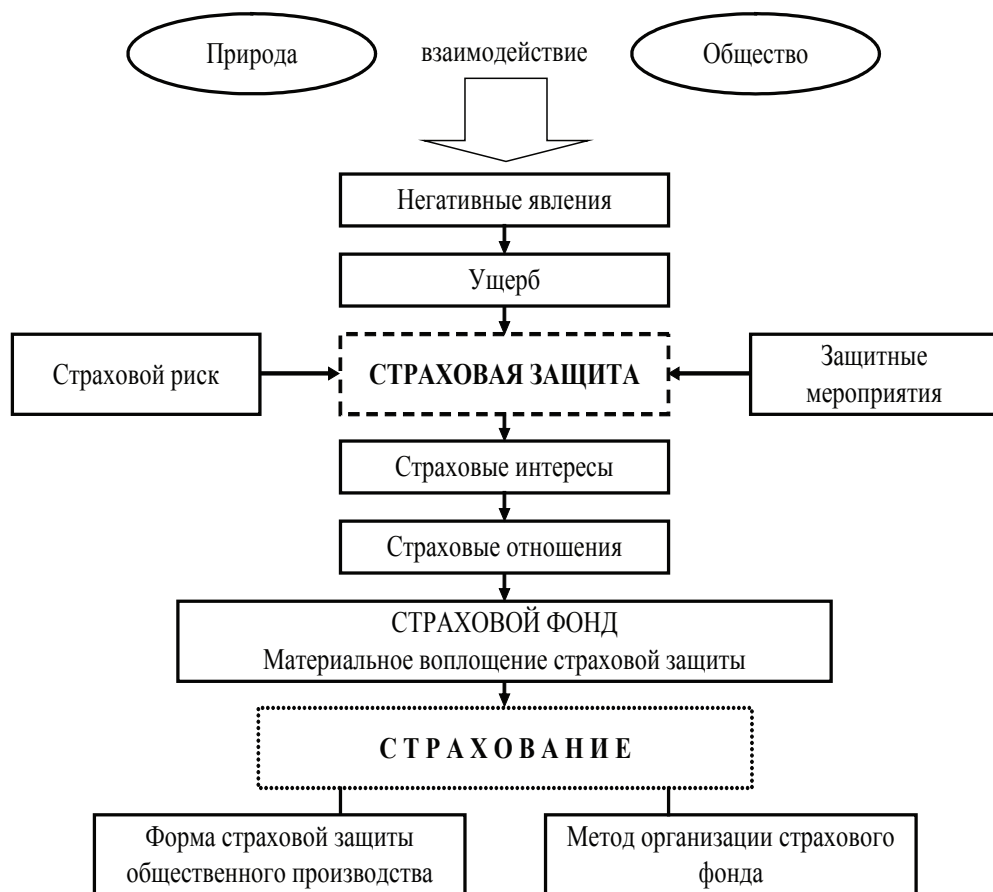 Природа
взаимодействие
Общество
Негативные явления
Ущерб
Страховой риск
СТРАХОВАЯ ЗАЩИТА
Защитные
мероприятия
Страховые интересы
Страховые отношения
СТРАХОВОЙ ФОНД
Материальное воплощение страховой защиты
С Т Р А Х О В А Н И Е
Форма страховой защиты
общественного производства
Метод организации страхового
фонда